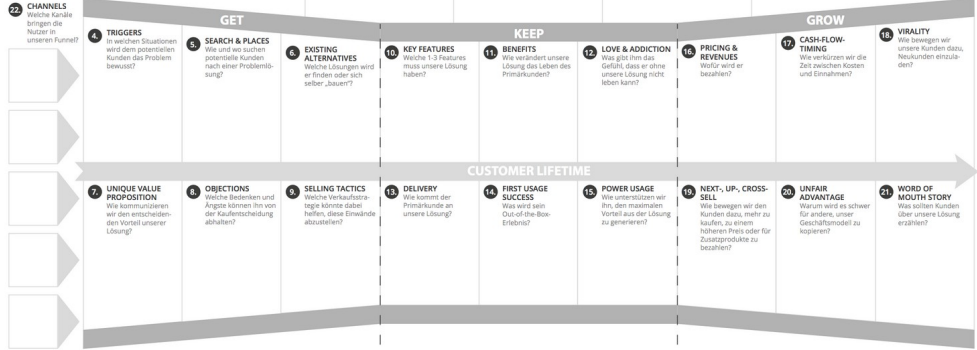 22. CHANNELS
Welche Kanäle
bringen die
Nutzer in
unseren Funnel?
GET
KEEP
GROW
4. TRIGGERS
In welchen Situationen
wird dem potentiellen
Kunden das Problem
bewusst?
5. SEARCH & PLACES
Wie und wo suchen
potentielle Kunden
nach einer Problemlö-
sung?
6. EXISTING
ALTERNATIVES
Welche Lösungen wird
er finden oder sich
selber „bauen"?
10. KEY FEATURES
Welche 1-3 Features
muss unsere Lösung
haben?
11. BENEFITS
Wie verändert unsere
Lösung das Leben des
Primärkunden?
12. LOVE & ADDICTION
Was gibt ihm das
Gefühl, dass er ohne
unsere Lösung nicht
leben kann?
16. PRICING &
REVENUES
Wofür wird er
bezahlen?
17. CASH-FLOW-
TIMING
Wie verkürzen wir die
Zeit zwischen Kosten
und Einnahmen?
18. VIRALITY
Wie bewegen wir
unsere Kunden dazu,
Neukunden einzula-
den?
CUSTOMER LIFETIME
7. UNIQUE VALUE
PROPOSITION
Wie kommunizieren
wir den entscheiden-
den Vorteil unserer
Lösung?
8. OBJECTIONS
Welche Bedenken und
Ängste können ihn von
der Kaufentscheidung
abhalten?
9. SELLING TACTICS
Welche Verkaufsstra-
tegie könnte dabei
helfen, diese Einwände
abzustellen?
13. DELIVERY
Wie kommt der
Primärkunde an
unsere Lösung?
14. FIRST USAGE
SUCCESS
Was wird sein
Out-of-the-Box-
Erlebnis?
15. POWER USAGE
Wie unterstützen wir
ihn, den maximalen
Vorteil aus der Lösung
zu generieren?
19. NEXT-, UP-, CROSS-
SELL
Wie bewegen wir den
Kunden dazu, mehr zu
kaufen, zu einem
höheren Preis oder für
Zusatzprodukte zu
bezahlen?
20. UNFAIR
ADVANTAGE
Warum wird es schwer
für andere, unser
Geschäftsmodell zu
kopieren?
21. WORD OF
MOUTH STORY
Was sollten Kunden
über unsere Lösung
erzählen?